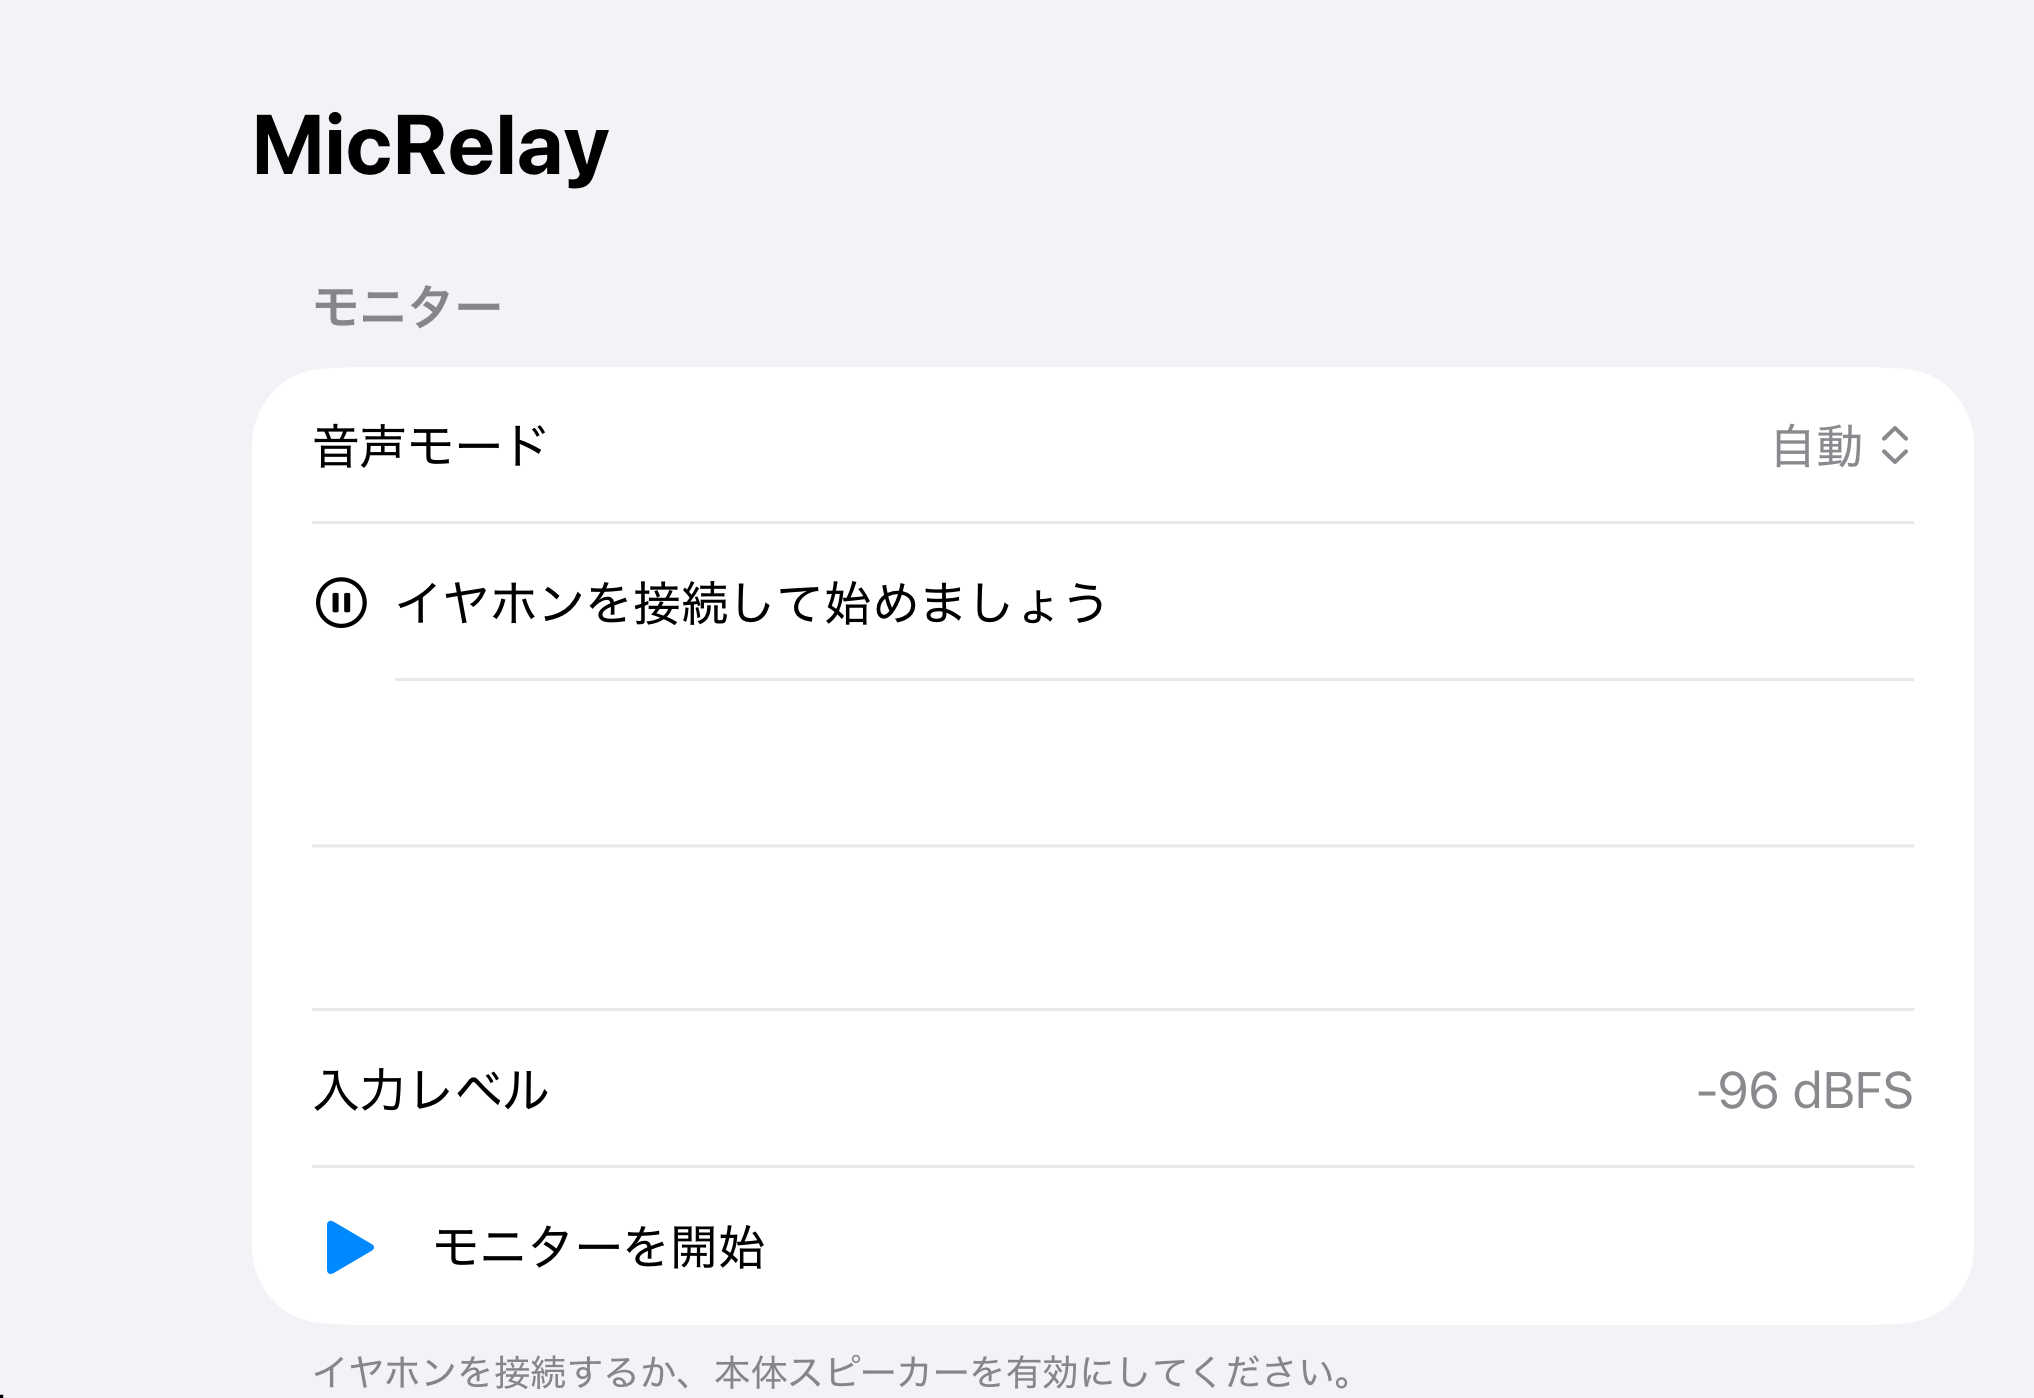 MicRelay
モニター
音声モード 自動
イヤホンを接続して始めましょう
入力レベル -96 dBFS
モニターを開始
イヤホンを接続するか、本体スピーカーを有効にしてください。